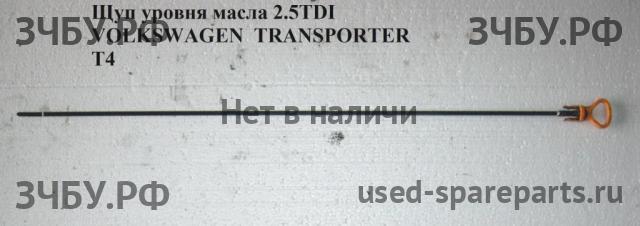 Щуп уровня масла 2.5TDI
ЗЧБУ.РФ ЗЧБУ.РФ
VOLKSWAGEN TRANSPORTER
T4
Нет в наличи
ЗЧБУ.РФ used-spareparts.ru